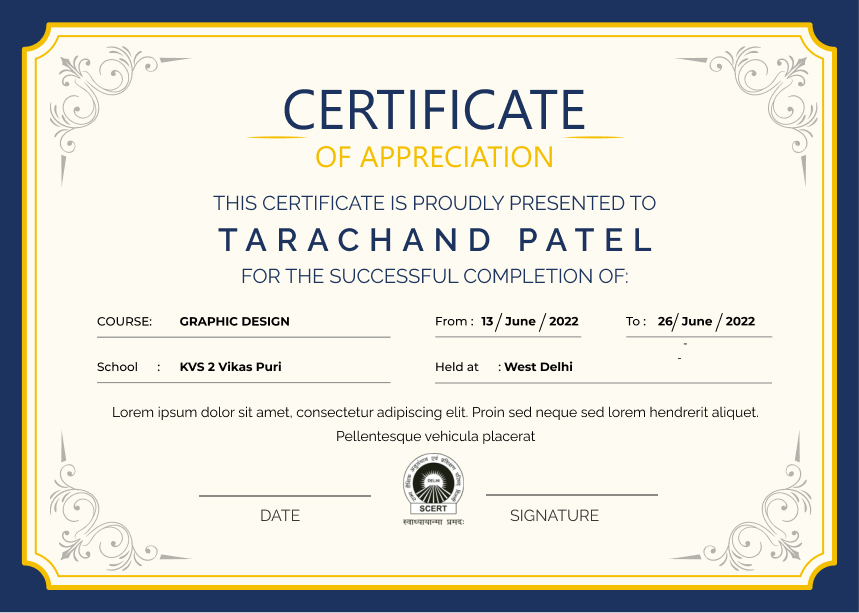 CERTIFICATE
OF APPRECIATION
THIS CERTIFICATE IS PROUDLY PRESENTED TO
TARACHAND PATEL
FOR THE SUCCESSFUL COMPLETION OF:
COURSE: GRAPHIC DESIGN From : 13 / June / 2022 To : 26 / June / 2022
School : KVS 2 Vikas Puri Held at : West Delhi
Lorem ipsum dolor sit amet, consectetur adipiscing elit. Proin sed neque sed lorem hendrerit aliquet.
Pellentesque vehicula placerat
DELHI
SCERT
DATE
SIGNATURE